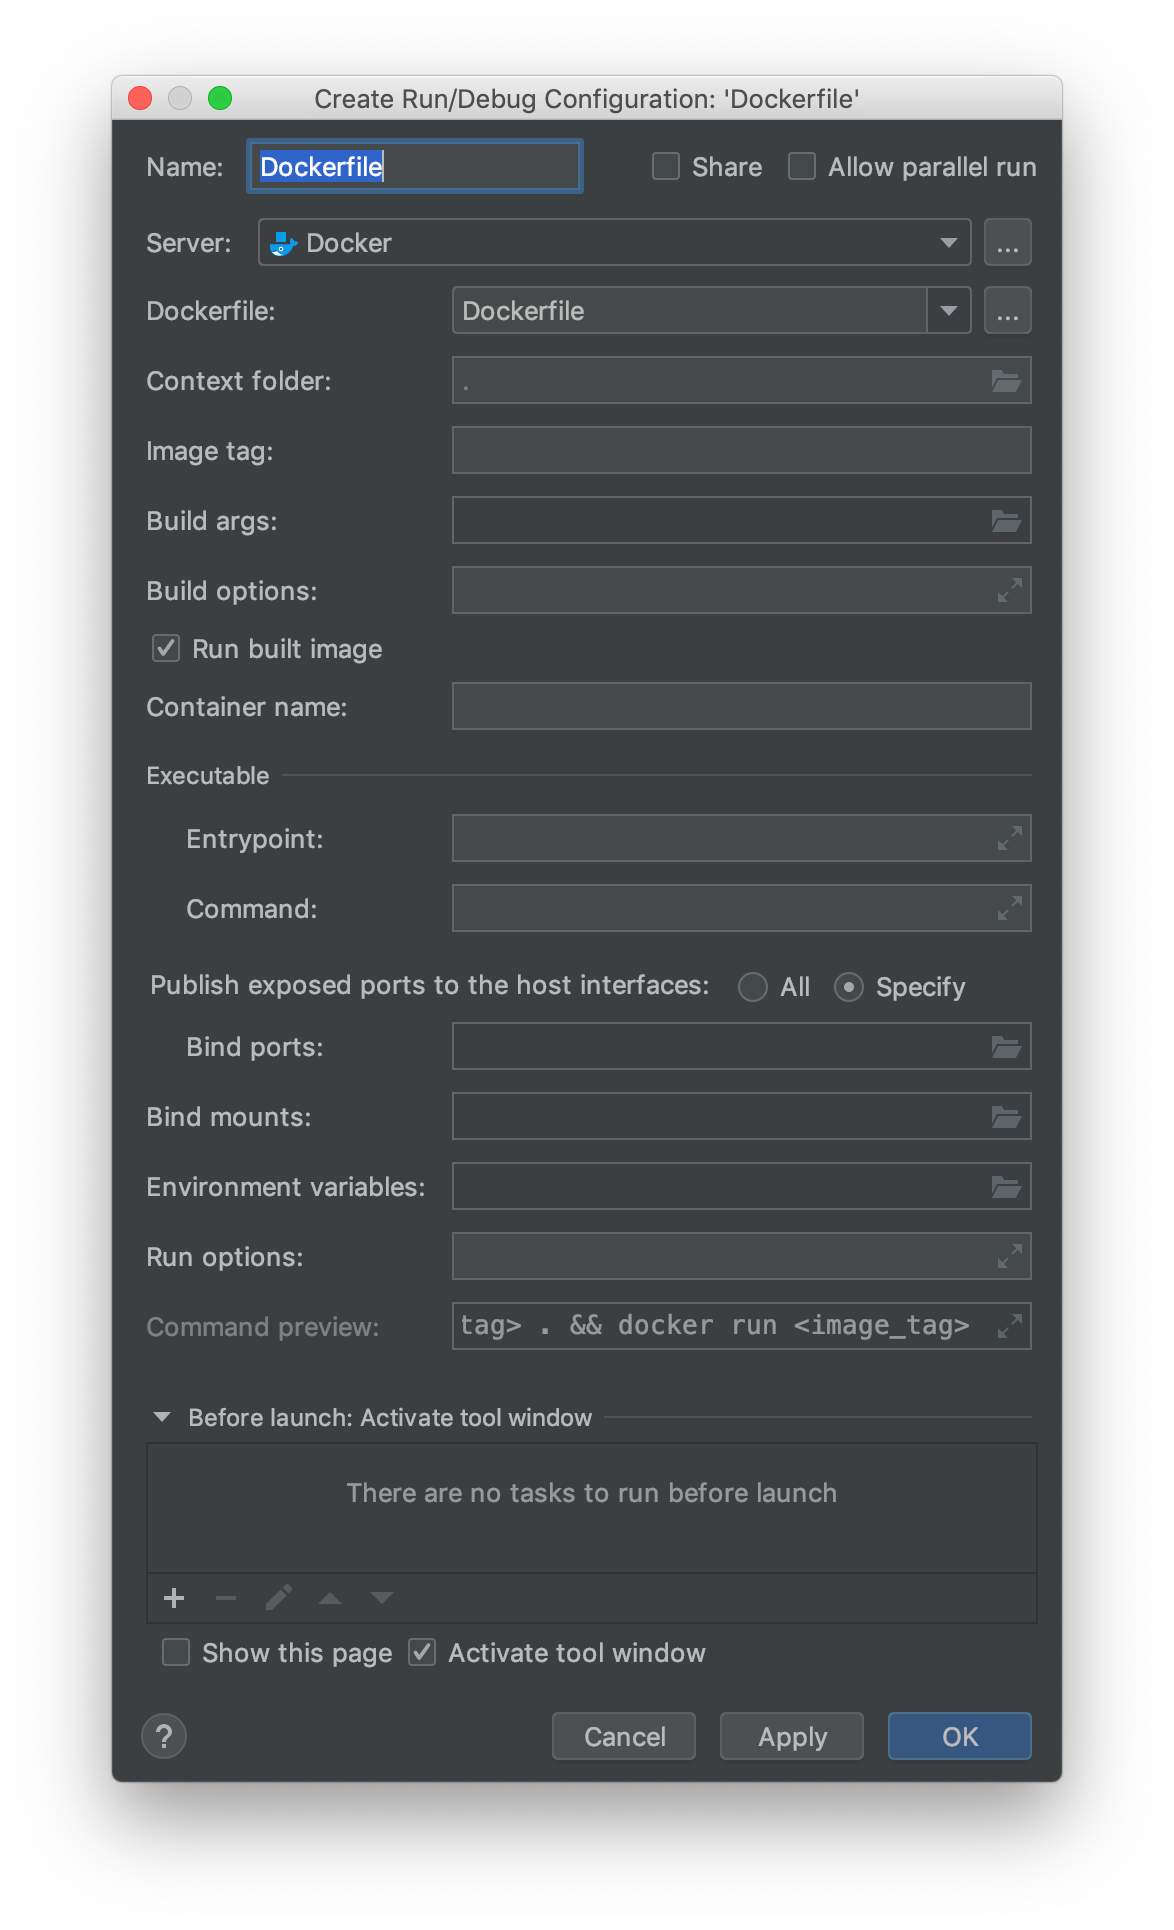 Create Run/Debug Configuration: 'Dockerfile'
Name: Dockerfile Share Allow parallel run
Server: Docker ...
Dockerfile: Dockerfile ...
Context folder: .
Image tag:
Build args:
Build options:
Run built image
Container name:
Executable
Entrypoint:
Command:
Publish exposed ports to the host interfaces: All Specify
Bind ports:
Bind mounts:
Environment variables:
Run options:
Command preview: tag> . && docker run <image_tag>
Before launch: Activate tool window
There are no tasks to run before launch
Show this page Activate tool window
? Cancel Apply OK